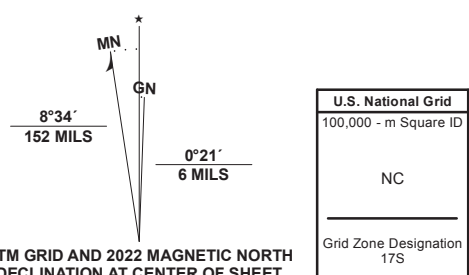 ★
MN
GN
8°34´
152 MILS
0°21´
6 MILS
TM GRID AND 2022 MAGNETIC NORTH
DECLINATION AT CENTER OF SHEET
U.S. National Grid
100,000 - m Square ID
NC
Grid Zone Designation
17S